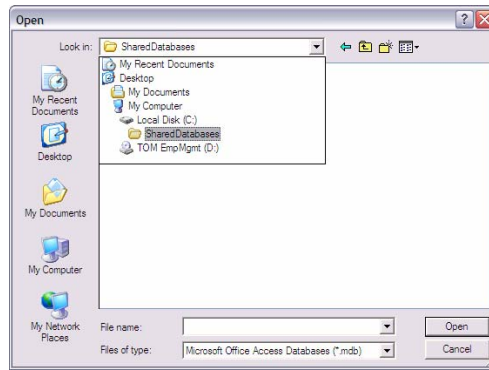 Open
Look in:
SharedDatabases
My Recent Documents
Desktop
My Documents
My Computer
Local Disk (C:)
SharedDatabases
TOM EmpMgmt (D:)
My Recent
Documents
Desktop
My Documents
My Computer
My Network
Places
File name:
Open
Files of type:
Microsoft Office Access Databases (*.mdb)
Cancel